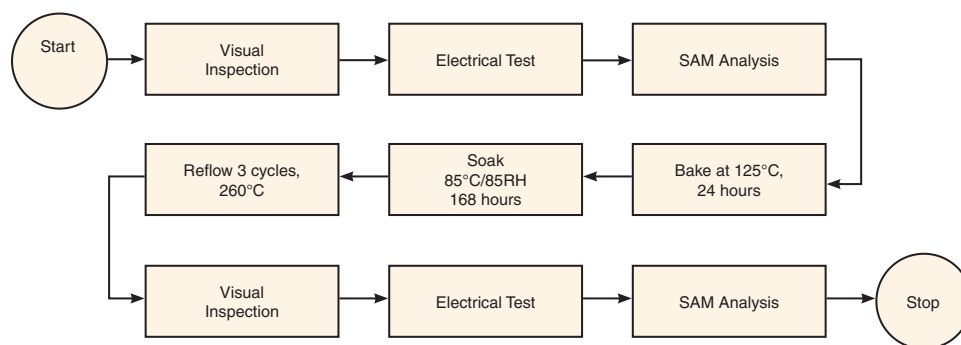 Start
Visual
Inspection
Electrical Test
SAM Analysis
Reflow 3 cycles,
260°C
Soak
85°C/85RH
168 hours
Bake at 125°C,
24 hours
Visual
Inspection
Electrical Test
SAM Analysis
Stop